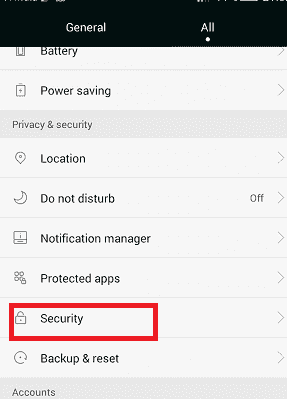 General All
Battery
Power saving
Privacy & security
Location
Do not disturb Off
Notification manager
Protected apps
Security
Backup & reset
Accounts